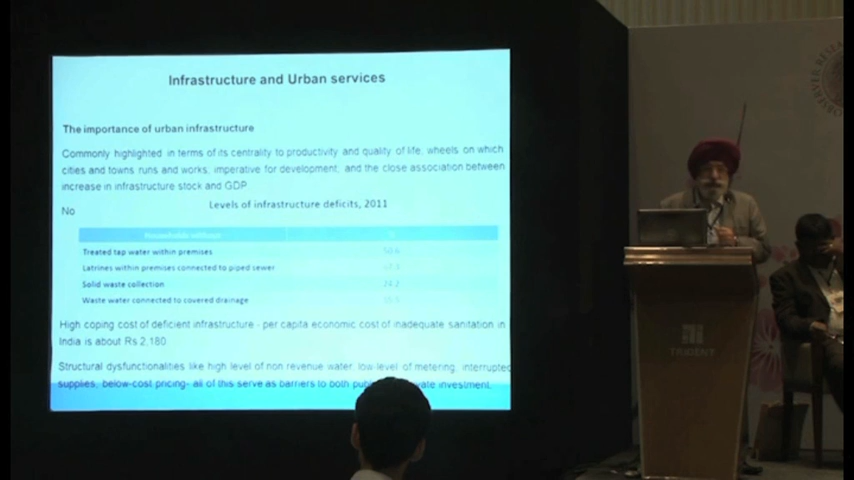 Infrastructure and Urban services
The importance of urban infrastructure
Commonly highlighted in terms of its centrality to productivity and quality of life, wheels on which
cities and towns runs and works, imperative for development, and the close association between
increase in infrastructure stock and GDP
No
Levels of infrastructure deficits, 2011
Treated tap water within premises
Latrines within premises connected to piped sewer
Solid waste collection 24.2
Waste water connected to covered drainage
High coping cost of deficient infrastructure - per capita economic cost of inadequate sanitation in
India is about Rs 2,180
Structural dysfunctionalities like high level of non revenue water, low-level of metering, interrupted
supplies, below-cost pricing- all of this serve as barriers to both investment.
TRIDENT
OBSERVER